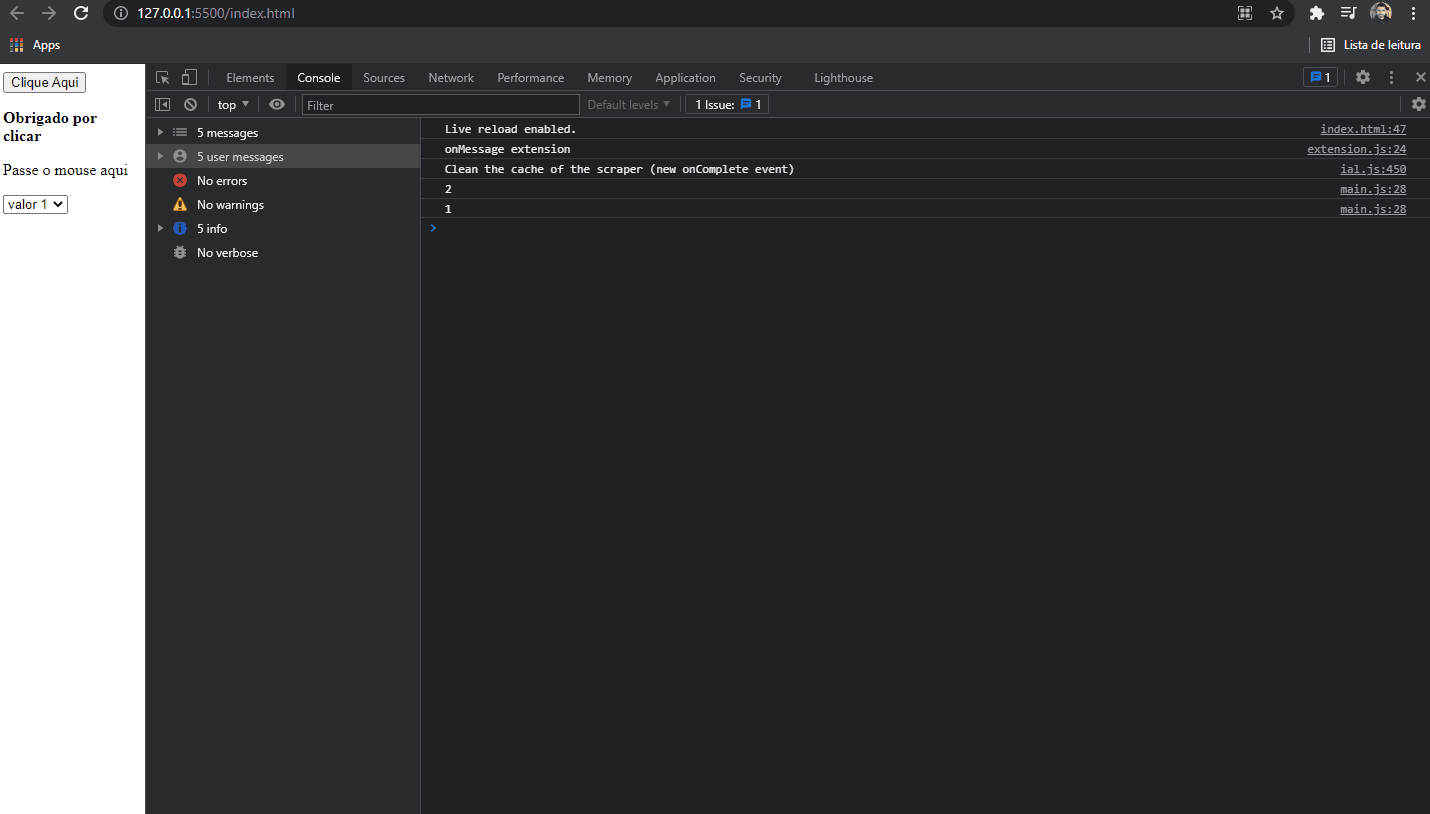 127.0.0.1:5500/index.html
Apps
Lista de leitura
Clique Aqui
Obrigado por
clicar
Passe o mouse aqui
valor 1
Elements Console Sources Network Performance Memory Application Security Lighthouse 1
top Filter Default levels 1 Issue: 1
5 messages
5 user messages
No errors
No warnings
5 info
No verbose
Live reload enabled. index.html:47
onMessage extension extension.js:24
Clean the cache of the scraper (new onComplete event) ial.js:450
2 main.js:28
1 main.js:28